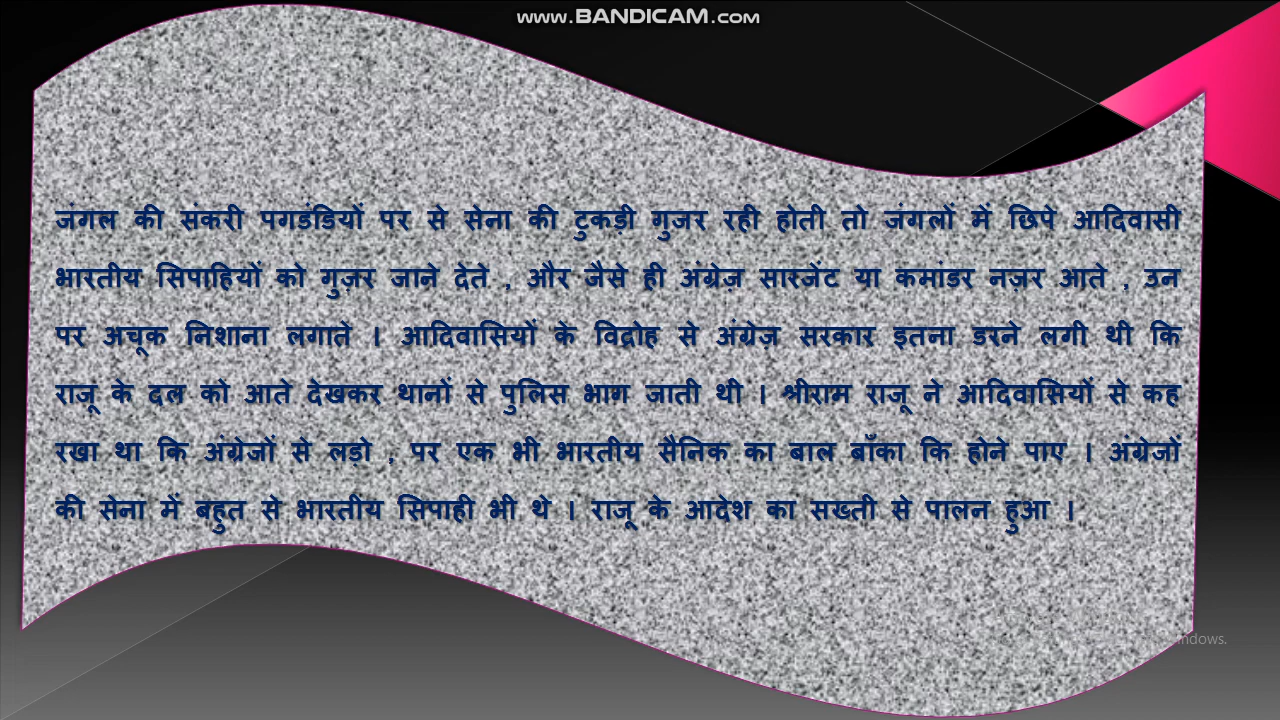 www.BANDICAM.com
जंगल की संकरी पगडंडियों पर से सेना की टुकड़ी गुजर रही होती तो जंगलों में छिपे आदिवासी
भारतीय सिपाहियों को गुज़र जाने देते , और जैसे ही अंग्रेज सारजेंट या कमांडर नज़र आते , उन
पर अचूक निशाना लगाते । आदिवासियों के विद्रोह से अंग्रेज़ सरकार इतना डरने लगी थी कि
राजू के दल को आते देखकर थानों से पुलिस भाग जाती थी । श्रीराम राजू ने आदिवासियों से कह
रखा था कि अंग्रेजों से लड़ो , पर एक भी भारतीय सैनिक का बाल बाँका कि होने पाए । अंग्रेजों
की सेना में बहुत से भारतीय सिपाही भी थे । राजू के आदेश का सख्ती से पालन हुआ ।